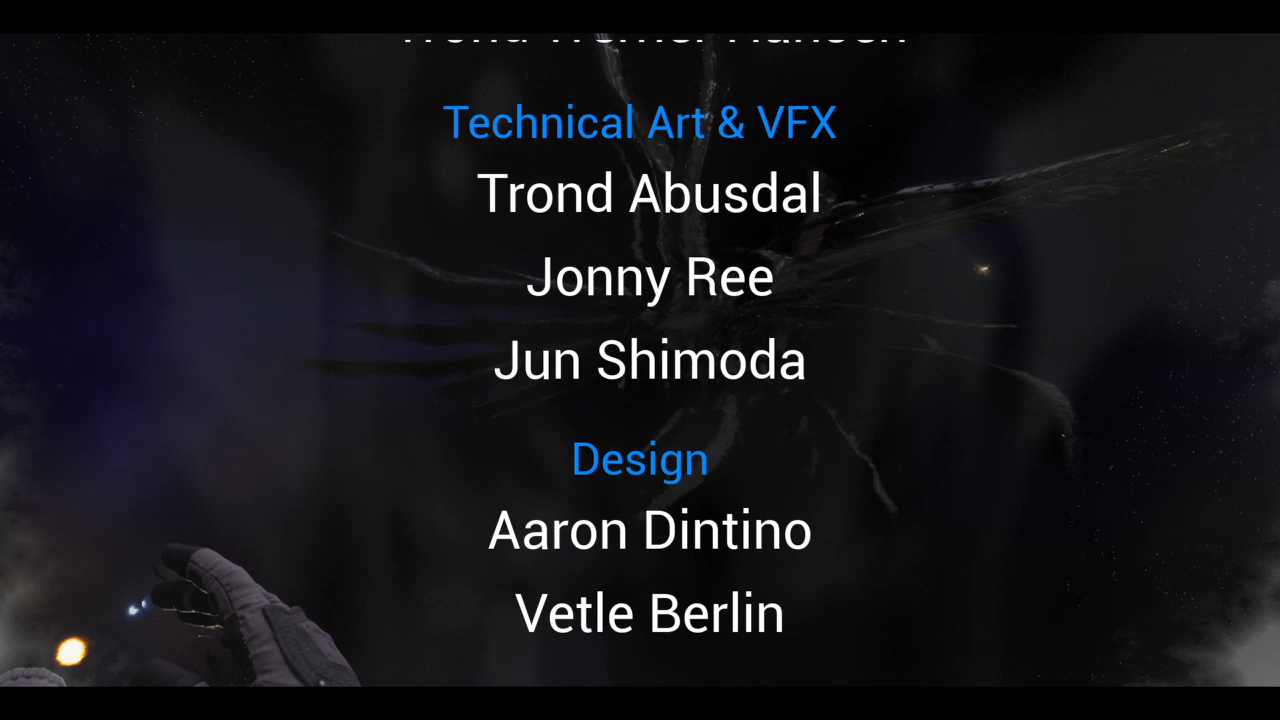 Technical Art & VFX
Trond Abusdal
Jonny Ree
Jun Shimoda
Design
Aaron Dintino
Vetle Berlin